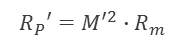 R_P′ = M′² · R_m